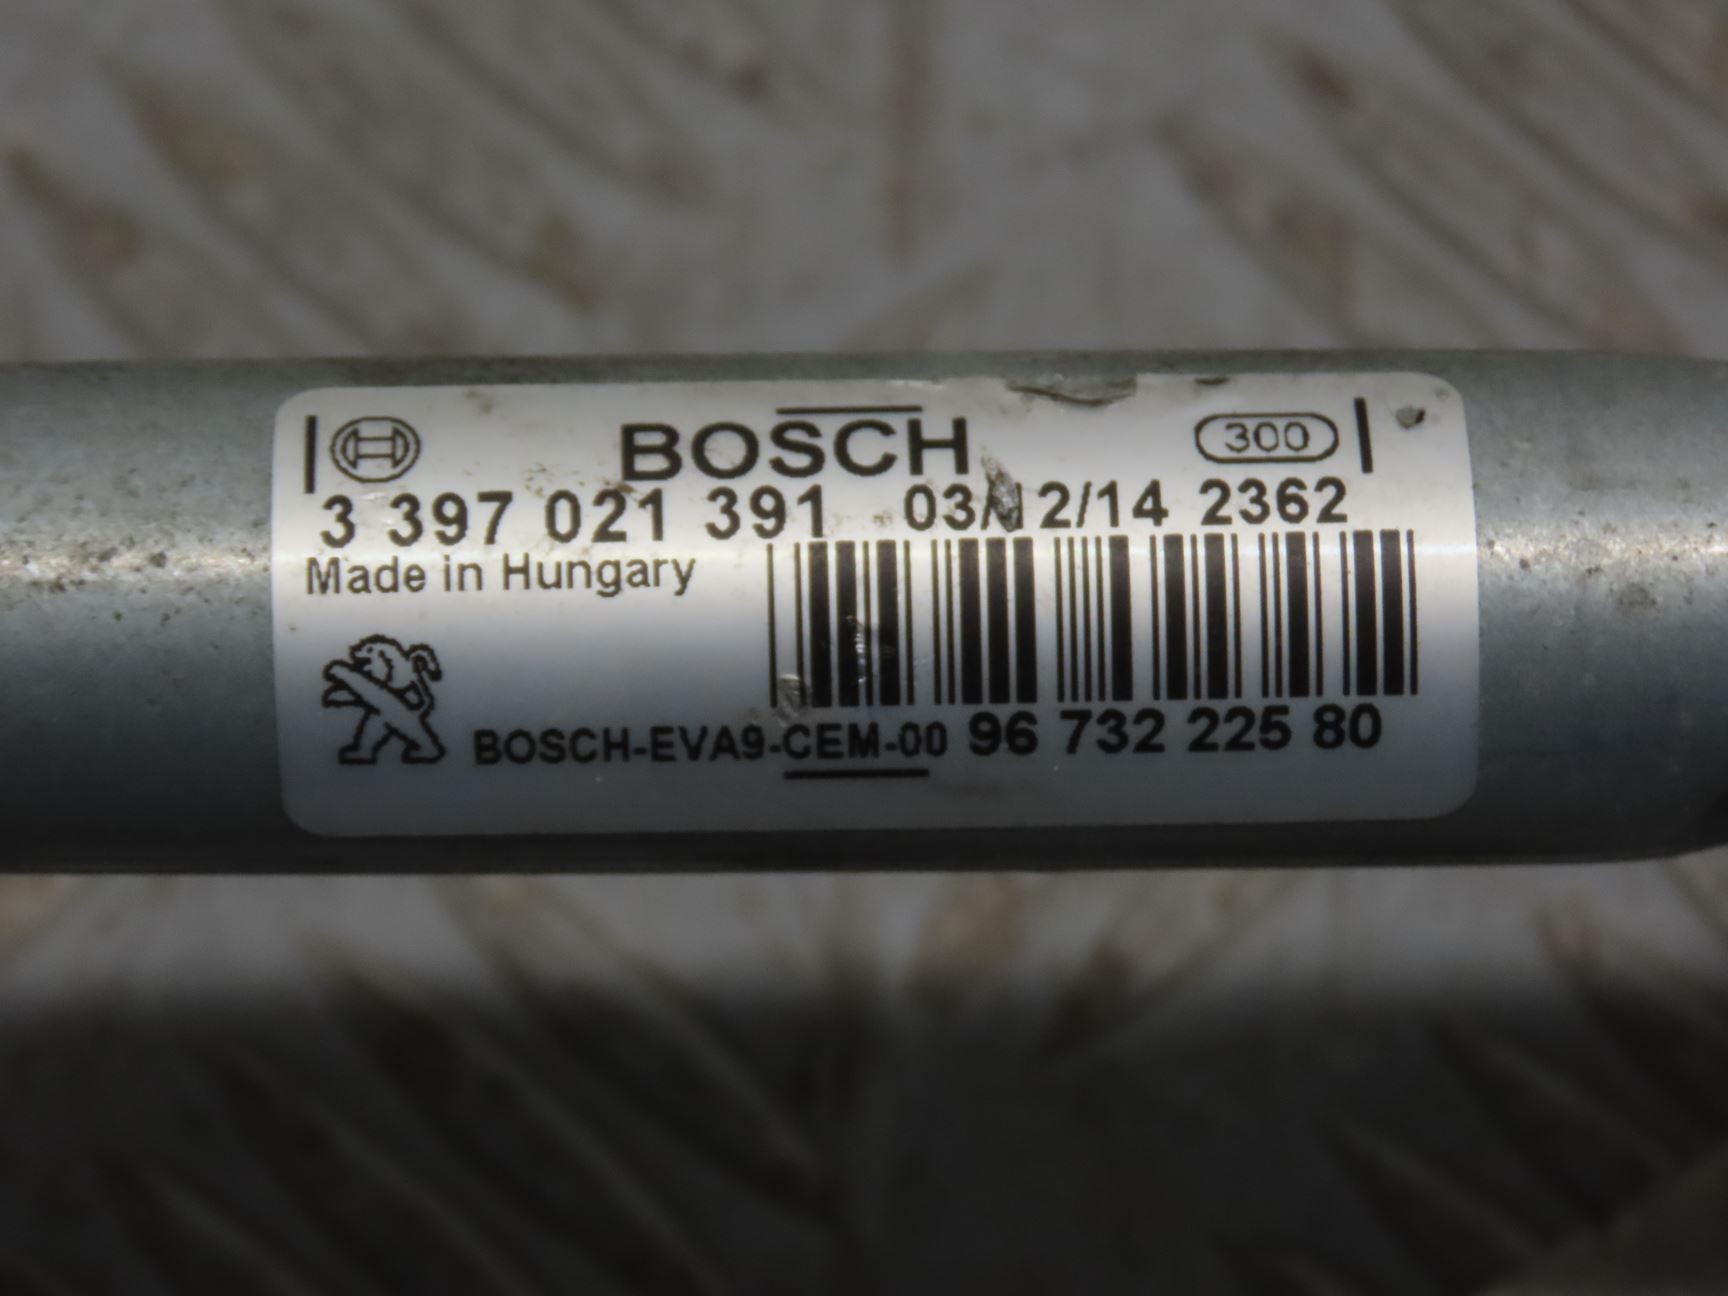 BOSCH 300
3 397 021 391 03/12/14 2362
Made in Hungary
BOSCH-EVA9-CEM-00 96 732 225 80